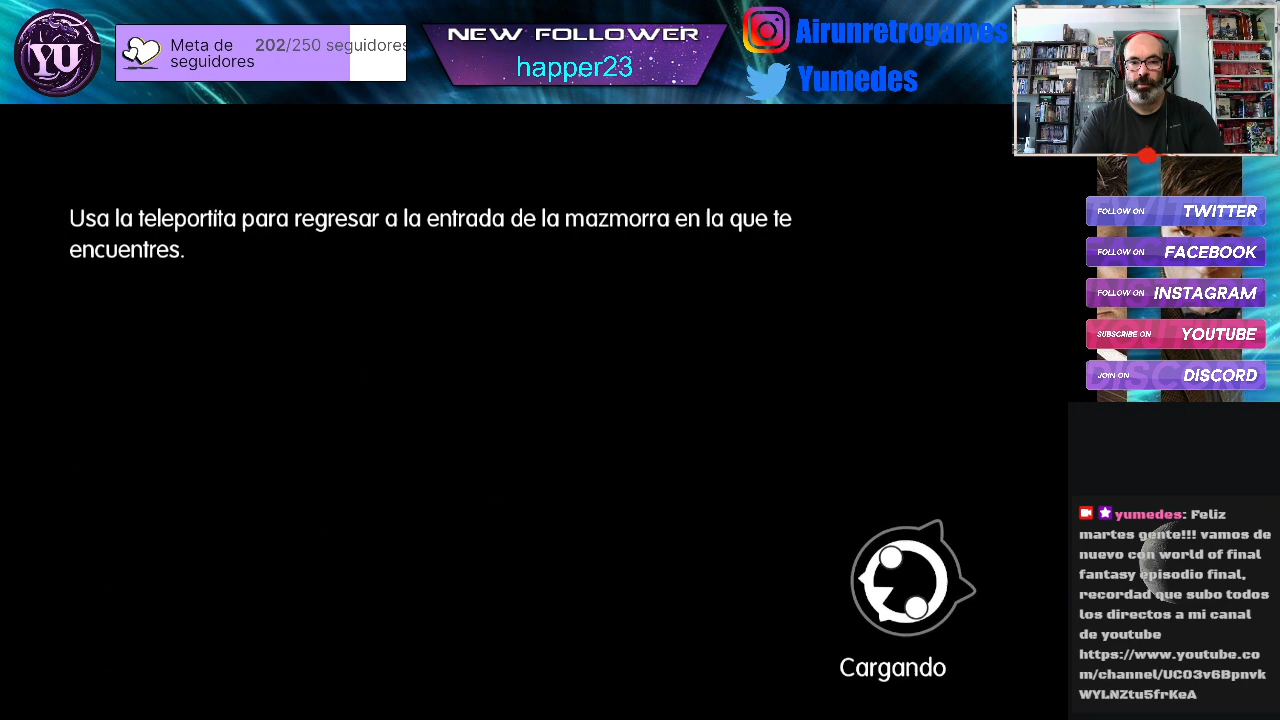 YU
Meta de
seguidores
202/250 seguidores
NEW FOLLOWER
happer23
Airunretrogames
Yumedes
Usa la teleportita para regresar a la entrada de la mazmorra en la que te
encuentres.
FOLLOW ON TWITTER
FOLLOW ON FACEBOOK
FOLLOW ON INSTAGRAM
SUBSCRIBE ON YOUTUBE
JOIN ON DISCORD
yumedes: Feliz
martes gente!!! vamos de
nuevo con world of final
fantasy episodio final,
recordad que subo todos
los directos a mi canal
de youtube
https://www.youtube.co
m/channel/UC03v6Bpnvk
WYLNZtu5frKeA
Cargando